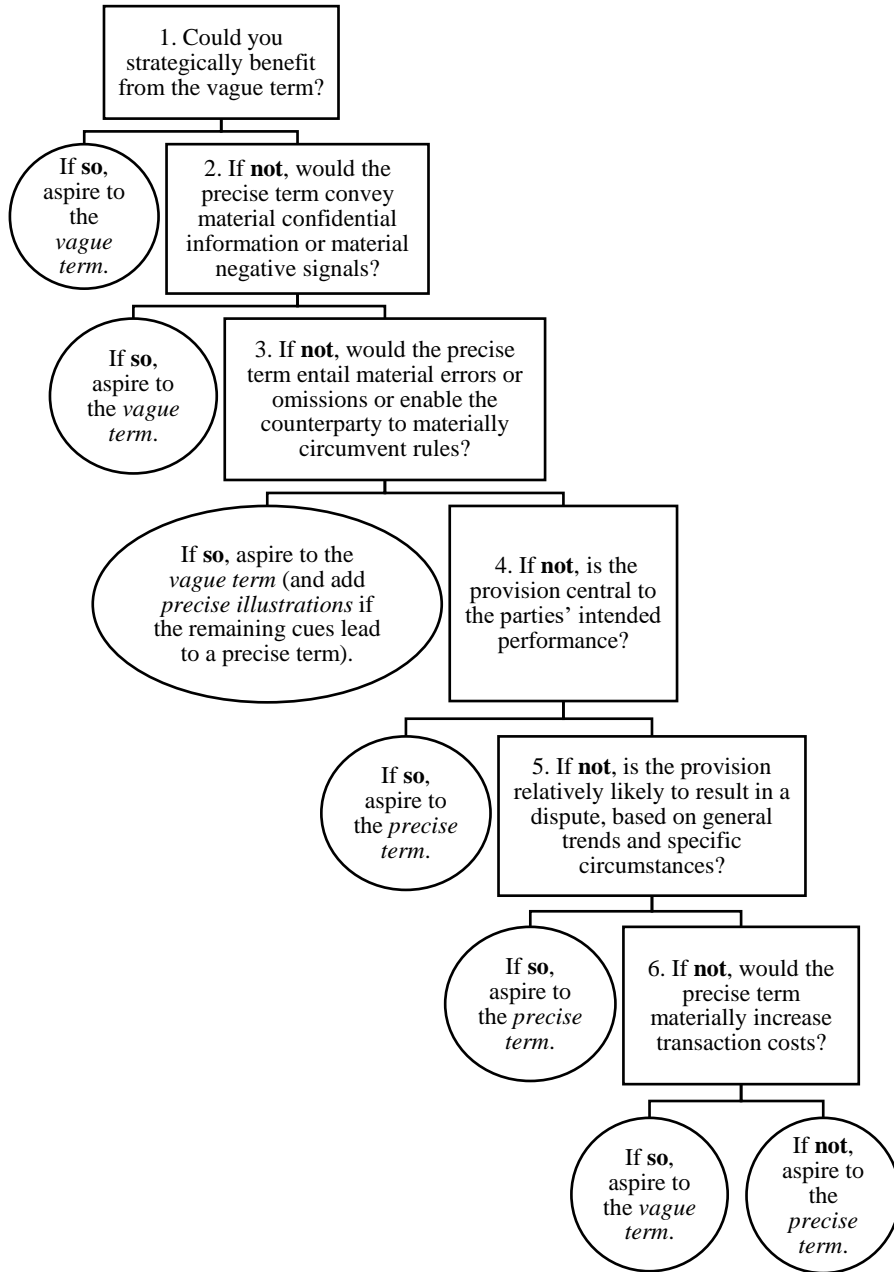 1. Could you
strategically benefit
from the vague term?
If so,
aspire to
the
vague
term.
2. If not, would the
precise term convey
material confidential
information or material
negative signals?
If so,
aspire to
the vague
term.
3. If not, would the precise
term entail material errors or
omissions or enable the
counterparty to materially
circumvent rules?
If so, aspire to the
vague term (and add
precise illustrations if
the remaining cues lead
to a precise term).
4. If not, is the
provision central to
the parties’ intended
performance?
If so,
aspire to
the precise
term.
5. If not, is the provision
relatively likely to result in a
dispute, based on general
trends and specific
circumstances?
If so,
aspire to
the precise
term.
6. If not, would the
precise term
materially increase
transaction costs?
If so,
aspire to
the vague
term.
If not,
aspire to
the
precise
term.